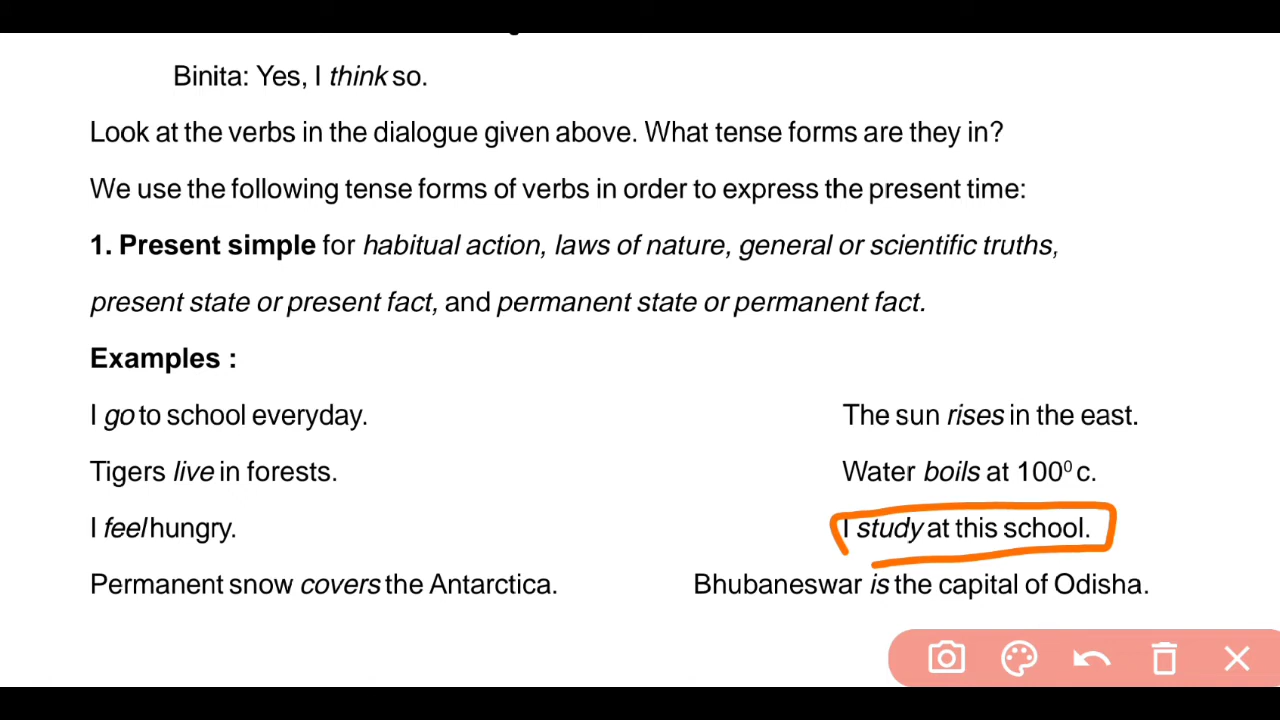 Binita: Yes, I think so.
Look at the verbs in the dialogue given above. What tense forms are they in?
We use the following tense forms of verbs in order to express the present time:
1. Present simple for habitual action, laws of nature, general or scientific truths,
present state or present fact, and permanent state or permanent fact.
Examples :
I go to school everyday. The sun rises in the east.
Tigers live in forests. Water boils at 100⁰ c.
I feel hungry. I study at this school.
Permanent snow covers the Antarctica. Bhubaneswar is the capital of Odisha.